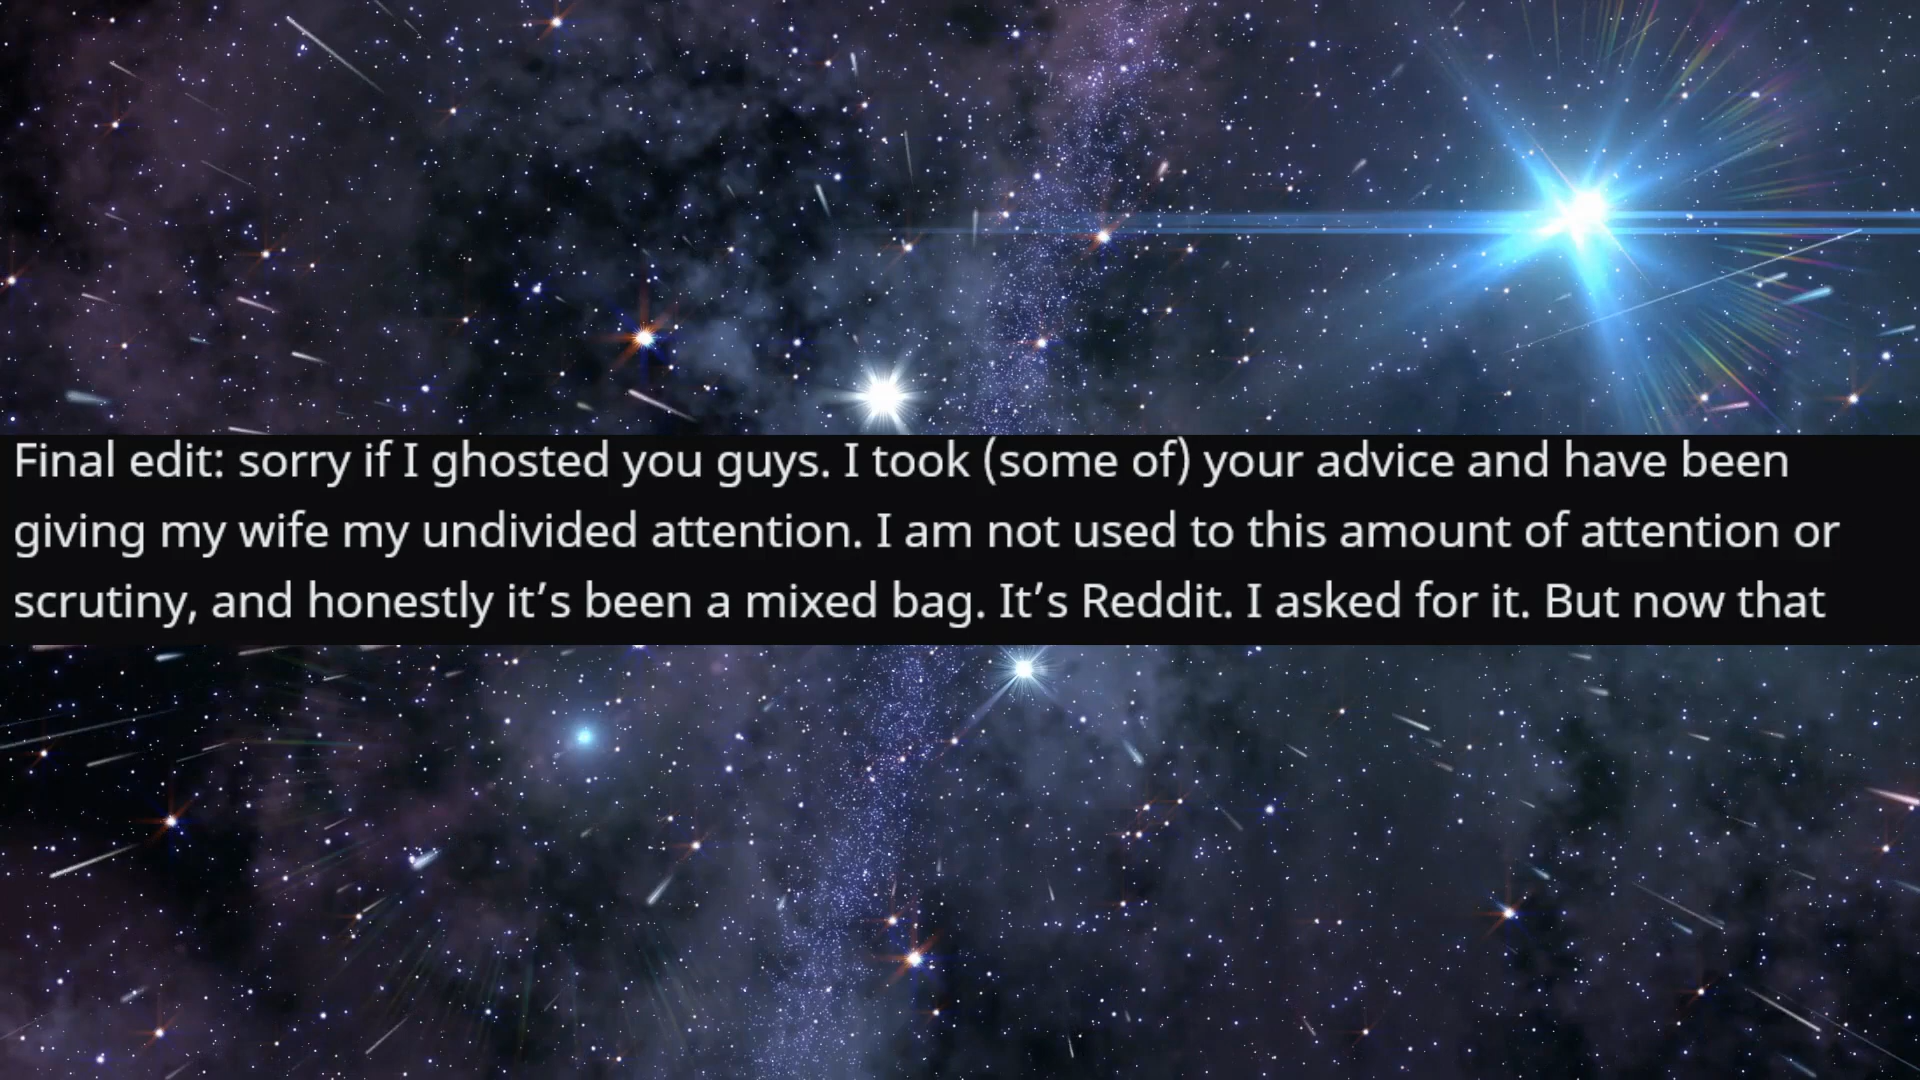 Final edit: sorry if I ghosted you guys. I took (some of) your advice and have been
giving my wife my undivided attention. I am not used to this amount of attention or
scrutiny, and honestly it’s been a mixed bag. It’s Reddit. I asked for it. But now that